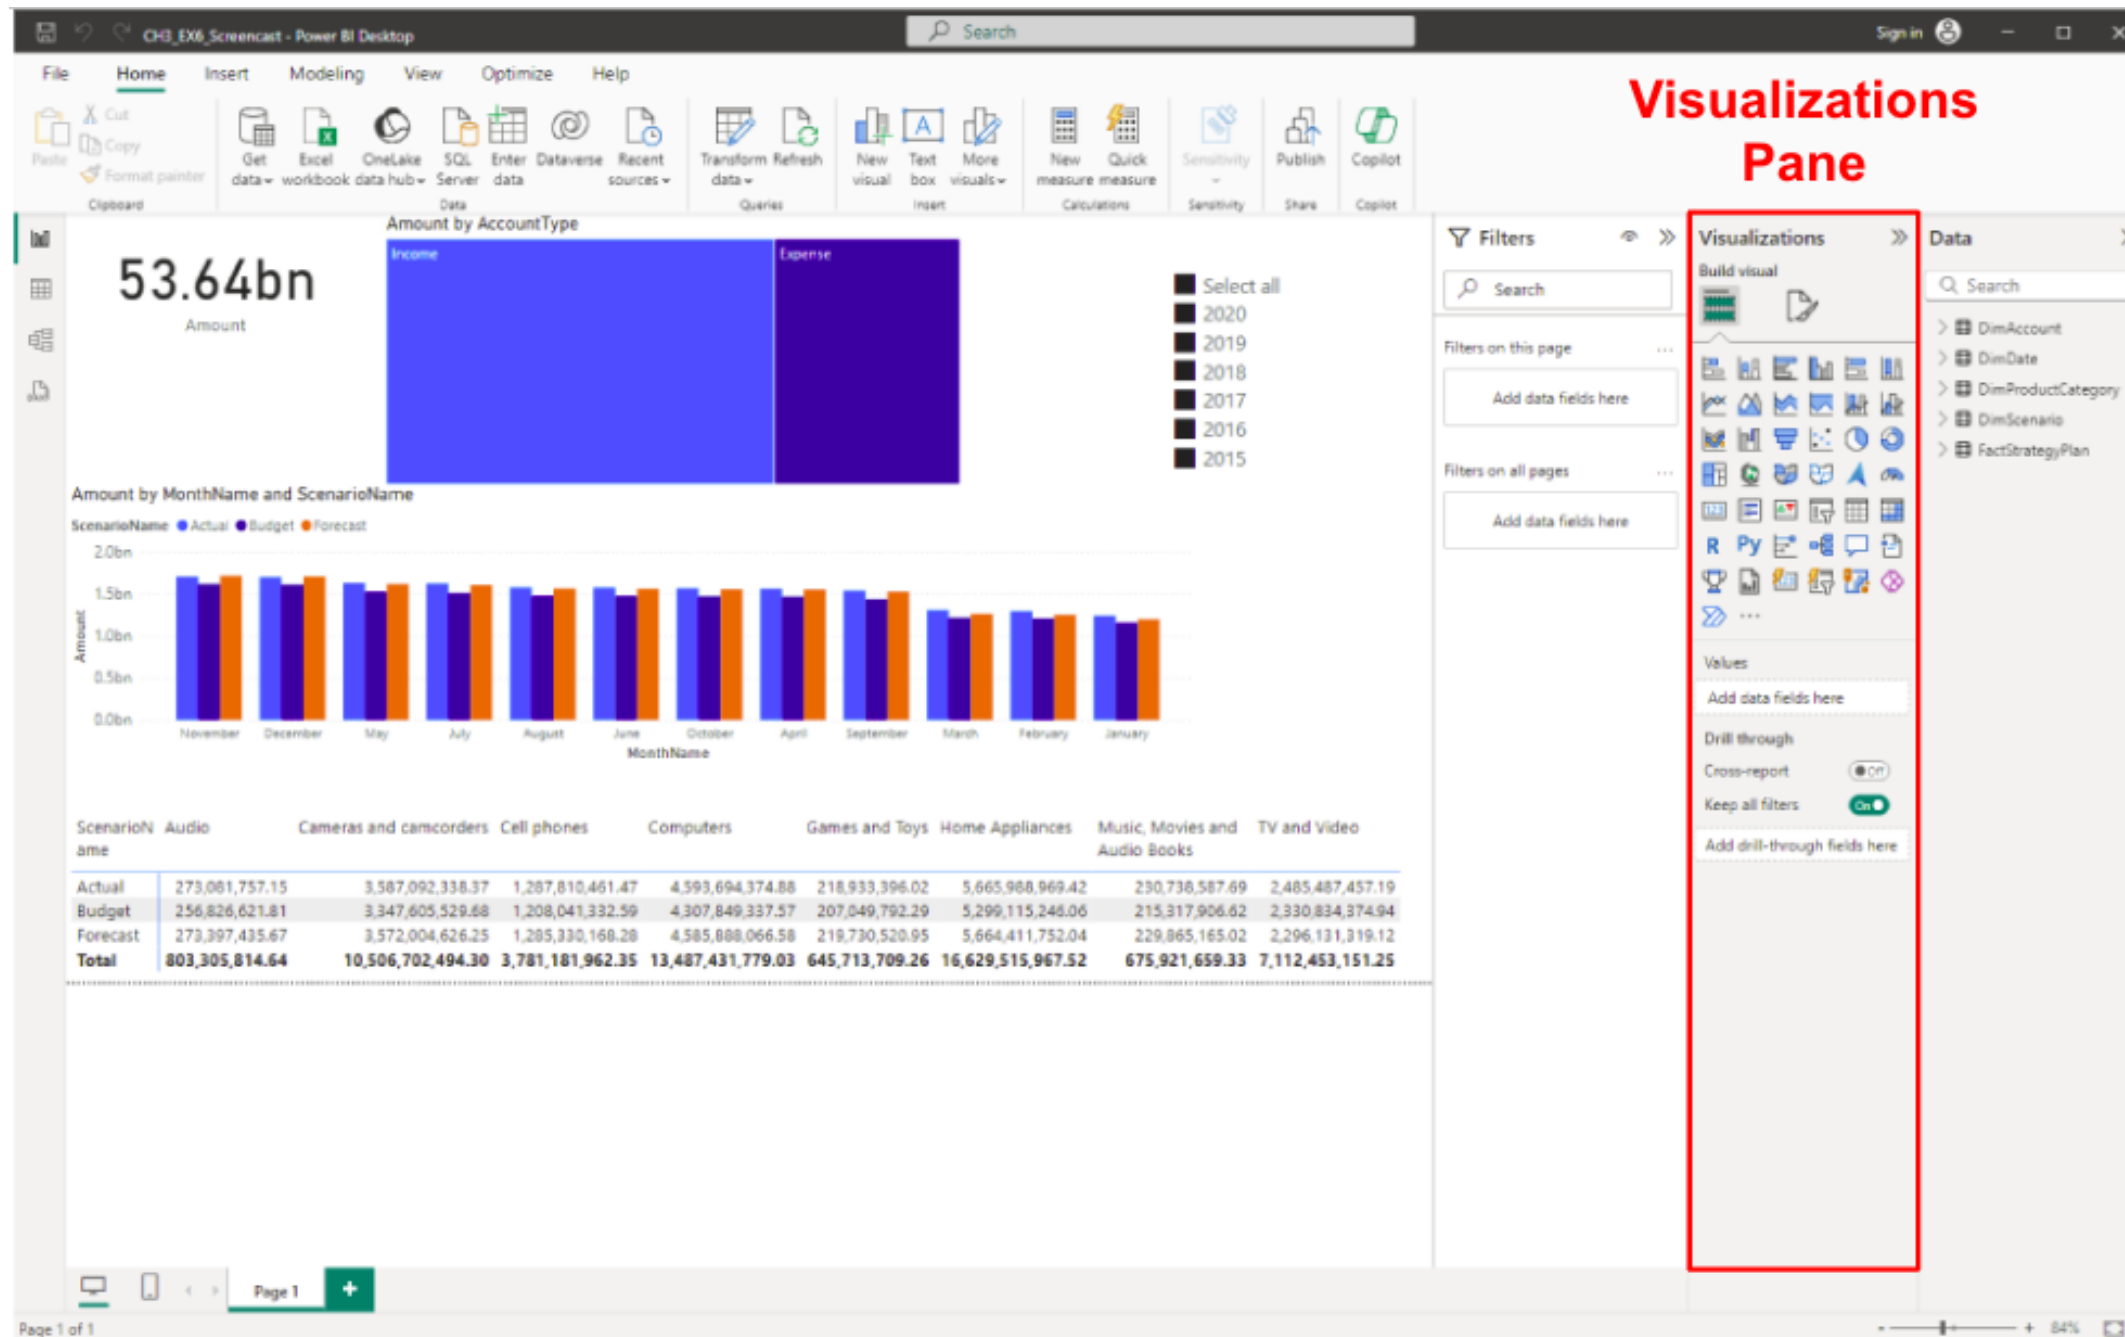 CH3_EX6_Screencast - Power BI Desktop
Search
Sign in
File Home Insert Modeling View Optimize Help
Visualizations
Pane
Paste
Cut
Copy
Format painter
Clipboard
Get data
Excel workbook
OneLake data hub
SQL Server
Enter data
Dataverse
Recent sources
Data
Transform data
Refresh
Queries
New visual
Text box
More visuals
Insert
New measure
Quick measure
Calculations
Sensitivity
Sensitivity
Publish
Share
Copilot
Copilot
53.64bn
Amount
Amount by AccountType
Income
Expense
Select all
2020
2019
2018
2017
2016
2015
Amount by MonthName and ScenarioName
ScenarioName Actual Budget Forecast
Amount
2.0bn
1.5bn
1.0bn
0.5bn
0.0bn
November December May July August June October April September March February January
MonthName
ScenarioN Audio Cameras and camcorders Cell phones Computers Games and Toys Home Appliances Music, Movies and TV and Video
ame Audio Books
Actual 273,081,757.15 3,587,092,338.37 1,287,810,461.47 4,593,694,374.88 218,933,396.02 5,665,988,969.42 230,738,587.69 2,485,487,457.19
Budget 256,826,621.81 3,347,605,529.68 1,208,041,332.59 4,307,849,337.57 207,049,792.29 5,299,115,246.06 215,317,906.62 2,330,834,374.94
Forecast 273,397,435.67 3,572,004,626.25 1,285,330,168.28 4,585,888,066.58 219,730,520.95 5,664,411,752.04 229,865,165.02 2,296,131,319.12
Total 803,305,814.64 10,506,702,494.30 3,781,181,962.35 13,487,431,779.03 645,713,709.26 16,629,515,967.52 675,921,659.33 7,112,453,151.25
Filters
Search
Filters on this page
Add data fields here
Filters on all pages
Add data fields here
Visualizations
Build visual
123
R Py
Values
Add data fields here
Drill through
Cross-report Off
Keep all filters On
Add drill-through fields here
Data
Search
DimAccount
DimDate
DimProductCategory
DimScenario
FactStrategyPlan
Page 1
Page 1 of 1
84%